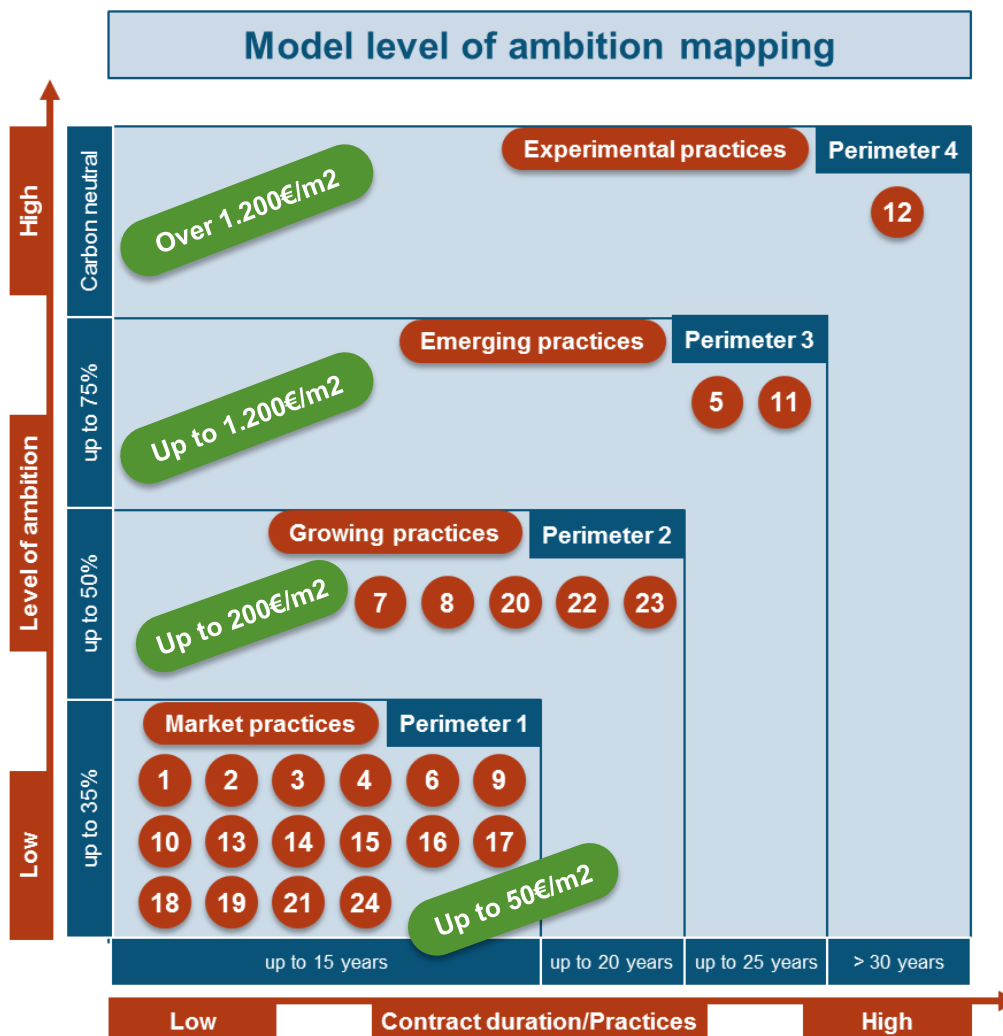 Model level of ambition mapping
High
Carbon neutral
Over 1.200€/m2
Experimental practices
Perimeter 4
12
Level of ambition
up to 75%
Up to 1.200€/m2
Emerging practices
Perimeter 3
5 11
up to 50%
Up to 200€/m2
Growing practices
Perimeter 2
7 8 20 22 23
Low
up to 35%
Market practices
Perimeter 1
1 2 3 4 6 9
10 13 14 15 16 17
18 19 21 24
Up to 50€/m2
up to 15 years
up to 20 years
up to 25 years
> 30 years
Low
Contract duration/Practices
High